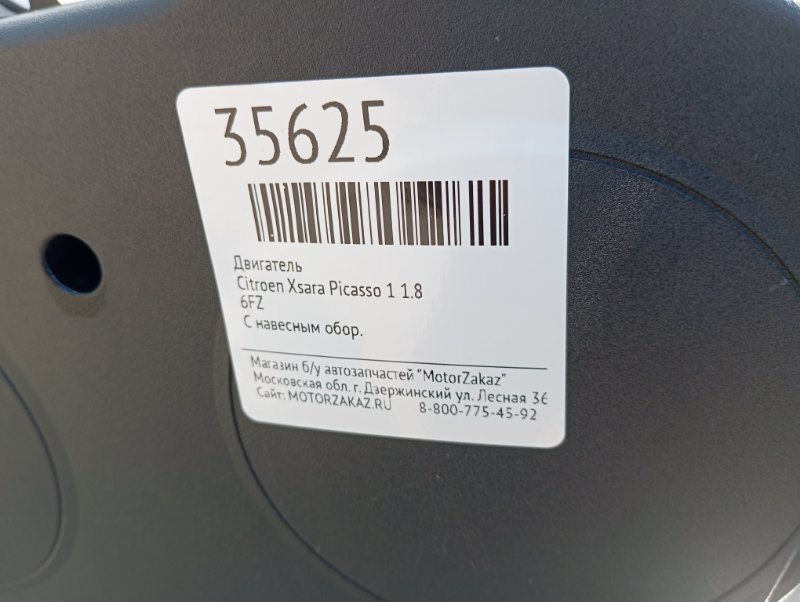 35625
Двигатель
Citroen Xsara Picasso 1 1.8
6FZ
С навесным обор.
Магазин б/у автозапчастей "MotorZakaz"
Московская обл. г. Дзержинский ул. Лесная 36
Сайт: MOTORZAKAZ.RU 8-800-775-45-92